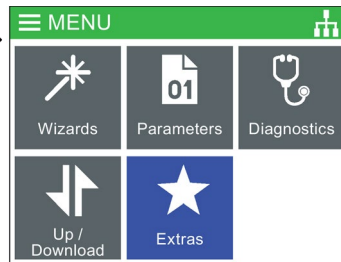 MENU
01
Wizards
Parameters
Diagnostics
Up /
Download
Extras